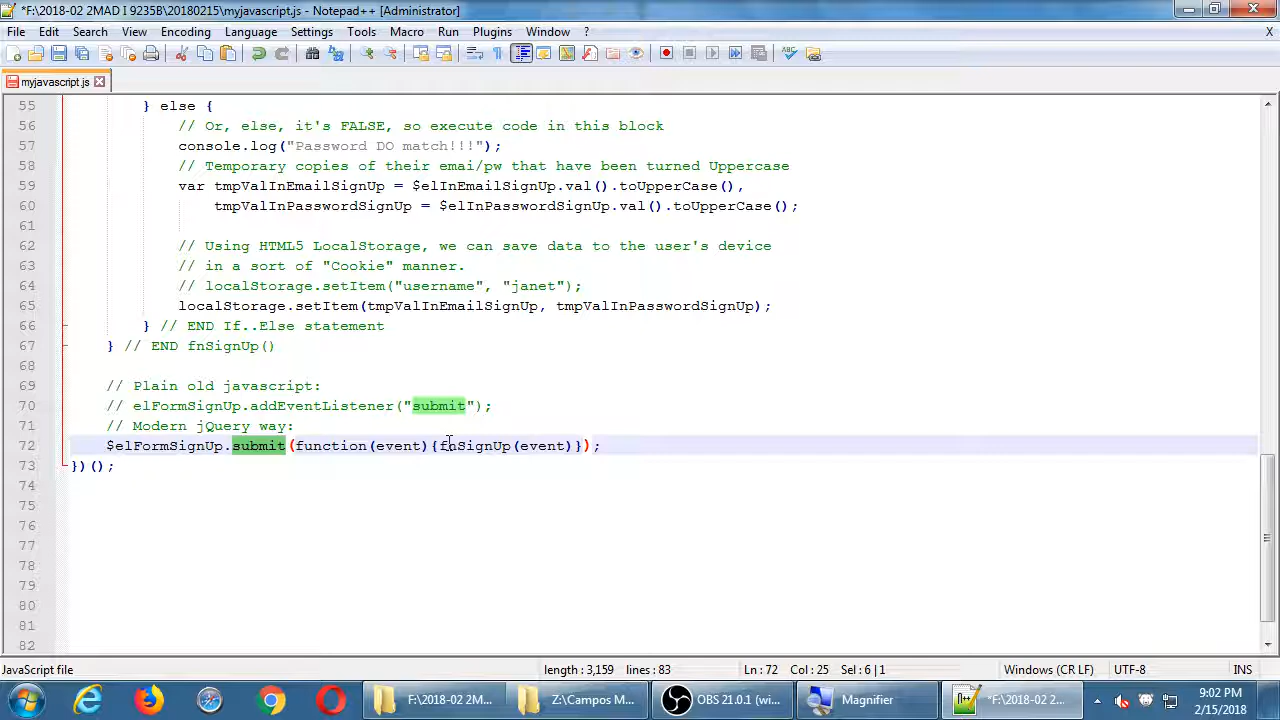 *F:\2018-02 2MAD I 9235B\20180215\myjavascript.js - Notepad++ [Administrator]
File Edit Search View Encoding Language Settings Tools Macro Run Plugins Window ? X
myjavascript.js
55 } else {
56 // Or, else, it's FALSE, so execute code in this block
57 console.log("Password DO match!!!");
58 // Temporary copies of their emai/pw that have been turned Uppercase
59 var tmpValInEmailSignUp = $elInEmailSignUp.val().toUpperCase(),
60 tmpValInPasswordSignUp = $elInPasswordSignUp.val().toUpperCase();
61
62 // Using HTML5 LocalStorage, we can save data to the user's device
63 // in a sort of "Cookie" manner.
64 // localStorage.setItem("username", "janet");
65 localStorage.setItem(tmpValInEmailSignUp, tmpValInPasswordSignUp);
66 } // END If..Else statement
67 } // END fnSignUp()
68
69 // Plain old javascript:
70 // elFormSignUp.addEventListener("submit");
71 // Modern jQuery way:
72 $elFormSignUp.submit(function(event){fnSignUp(event)});
73 })();
74
75
76
77
78
79
80
81
82
JavaScript file length : 3,159 lines : 83 Ln : 72 Col : 25 Sel : 6 | 1 Windows (CR LF) UTF-8 INS
F:\2018-02 2M... Z:\Campos M... OBS 21.0.1 (wi... Magnifier *F:\2018-02 2... 9:02 PM
2/15/2018